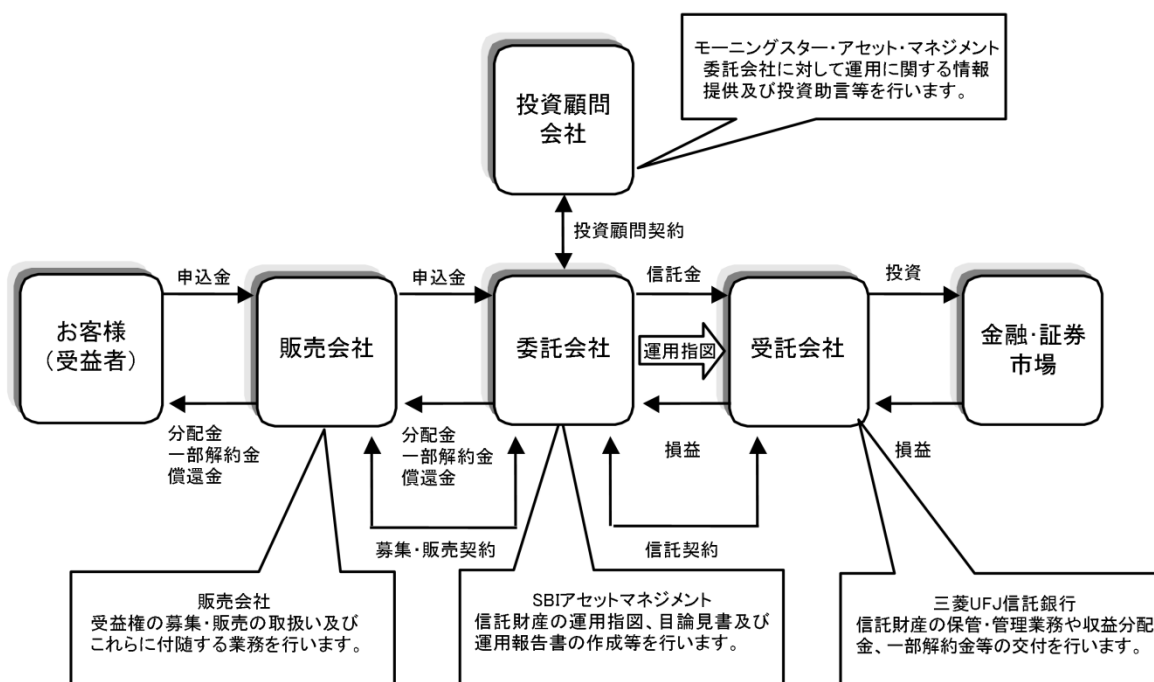 モーニングスター・アセット・マネジメント
委託会社に対して運用に関する情報
提供及び投資助言等を行います。
投資顧問
会社
投資顧問契約
申込金
申込金
信託金
投資
お客様
（受益者）
販売会社
委託会社
運用指図
受託会社
金融・証券
市場
分配金
一部解約金
償還金
分配金
一部解約金
償還金
損益
損益
募集・販売契約
信託契約
販売会社
受益権の募集・販売の取扱い及び
これらに付随する業務を行います。
SBIアセットマネジメント
信託財産の運用指図、目論見書及び
運用報告書の作成等を行います。
三菱UFJ信託銀行
信託財産の保管・管理業務や収益分配
金、一部解約金等の交付を行います。